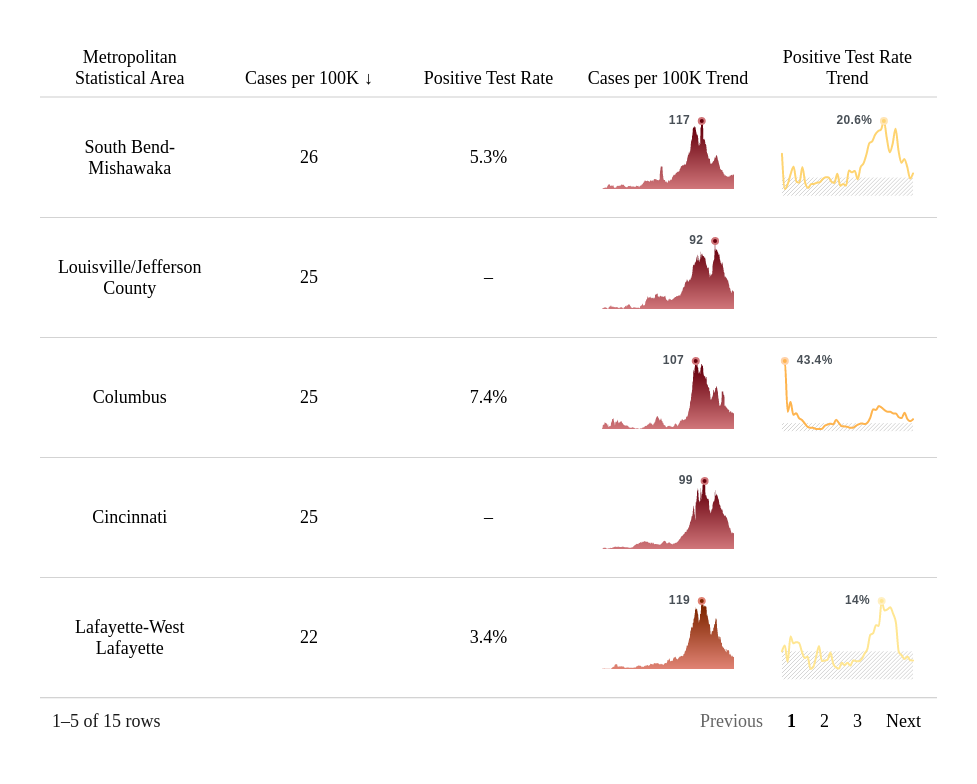 Metropolitan
Statistical Area
Cases per 100K ↓
Positive Test Rate
Cases per 100K Trend
Positive Test Rate
Trend
South Bend-
Mishawaka
26
5.3%
117
20.6%
Louisville/Jefferson
County
25
–
92
Columbus
25
7.4%
107
43.4%
Cincinnati
25
–
99
Lafayette-West
Lafayette
22
3.4%
119
14%
1–5 of 15 rows
Previous 1 2 3 Next